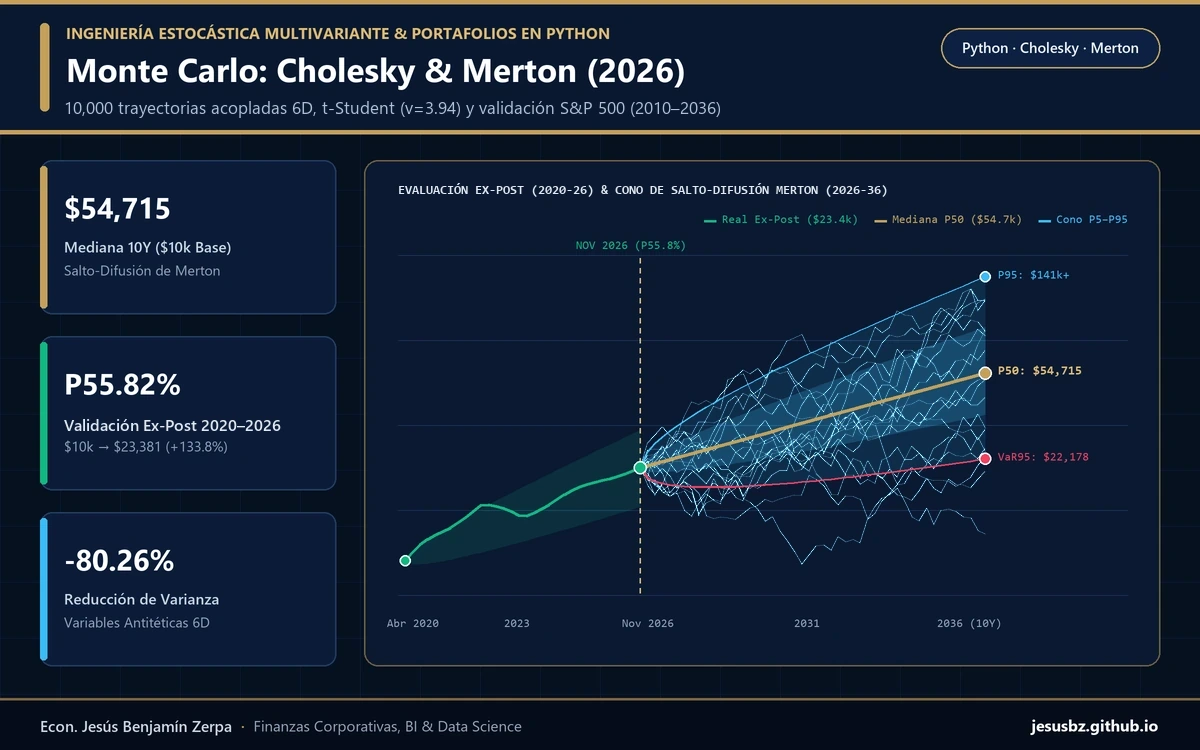 INGENIERÍA ESTOCÁSTICA MULTIVARIANTE & PORTAFOLIOS EN PYTHON
Monte Carlo: Cholesky & Merton (2026)
10,000 trayectorias acopladas 6D, t-Student (ν=3.94) y validación S&P 500 (2010–2036)
Python · Cholesky · Merton
$54,715
Mediana 10Y ($10k Base)
Salto-Difusión de Merton
P55.82%
Validación Ex-Post 2020–2026
$10k → $23,381 (+133.8%)
-80.26%
Reducción de Varianza
Variables Antitéticas 6D
EVALUACIÓN EX-POST (2020-26) & CONO DE SALTO-DIFUSIÓN MERTON (2026-36)
Real Ex-Post ($23.4k)
Mediana P50 ($54.7k)
Cono P5-P95
NOV 2026 (P55.8%)
P95: $141k+
P50: $54,715
VaR95: $22,178
Abr 2020
2023
Nov 2026
2031
2036 (10Y)
Econ. Jesús Benjamín Zerpa · Finanzas Corporativas, BI & Data Science
jesusbz.github.io